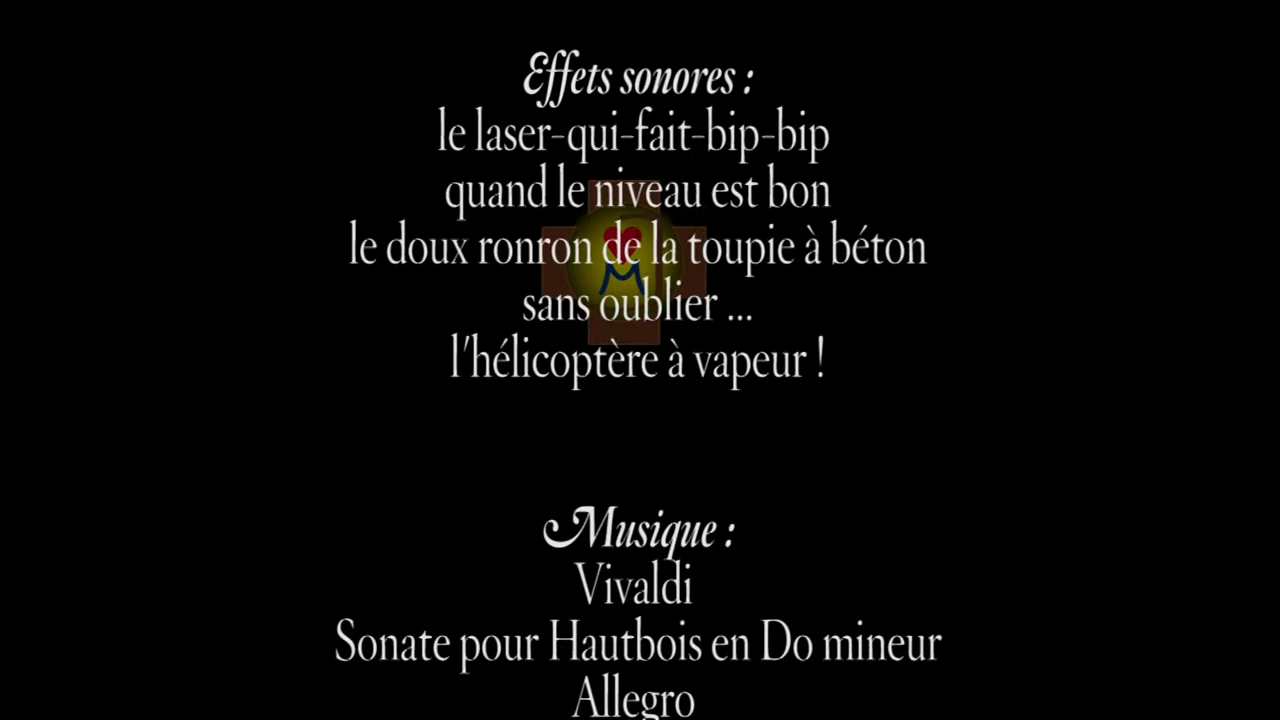 Effets sonores :
le laser-qui-fait-bip-bip
quand le niveau est bon
le doux ronron de la toupie à béton
sans oublier ...
l'hélicoptère à vapeur !
Musique :
Vivaldi
Sonate pour Hautbois en Do mineur
Allegro